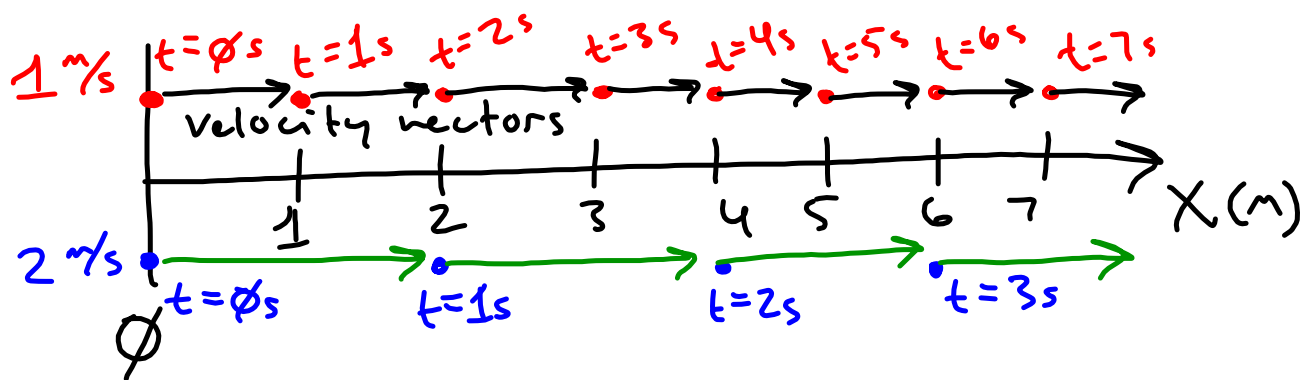 t=∅s t=1s t=2s t=3s t=4s t=5s t=6s t=7s
1 m/s
velocity vectors
1 2 3 4 5 6 7 X(m)
2 m/s
t=∅s t=1s t=2s t=3s
∅